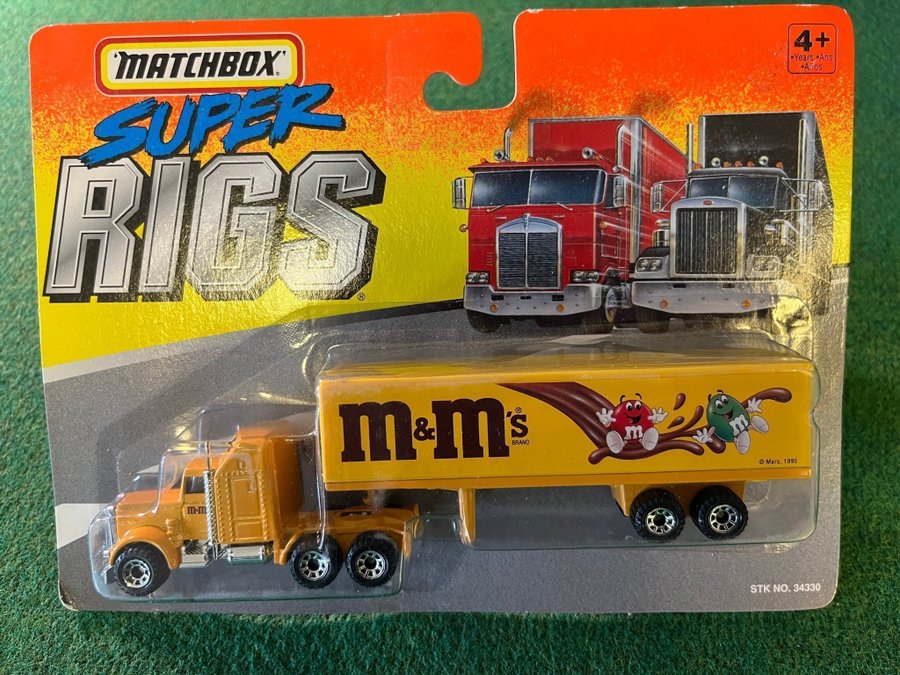 'MATCHBOX'
SUPER
RIGS®
4+
•Years •Ans
•Años
m&m's®
BRAND
m
m
© Mars, 1995
m&m's
STK NO. 34330